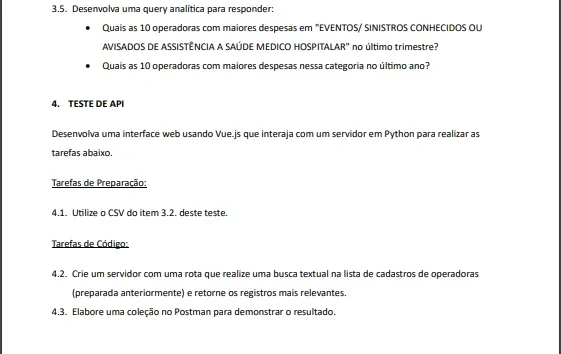 3.5. Desenvolva uma query analítica para responder:
• Quais as 10 operadoras com maiores despesas em "EVENTOS/ SINISTROS CONHECIDOS OU
AVISADOS DE ASSISTÊNCIA A SAÚDE MEDICO HOSPITALAR" no último trimestre?
• Quais as 10 operadoras com maiores despesas nessa categoria no último ano?
4. TESTE DE API
Desenvolva uma interface web usando Vue.js que interaja com um servidor em Python para realizar as
tarefas abaixo.
Tarefas de Preparação:
4.1. Utilize o CSV do item 3.2. deste teste.
Tarefas de Código:
4.2. Crie um servidor com uma rota que realize uma busca textual na lista de cadastros de operadoras
(preparada anteriormente) e retorne os registros mais relevantes.
4.3. Elabore uma coleção no Postman para demonstrar o resultado.